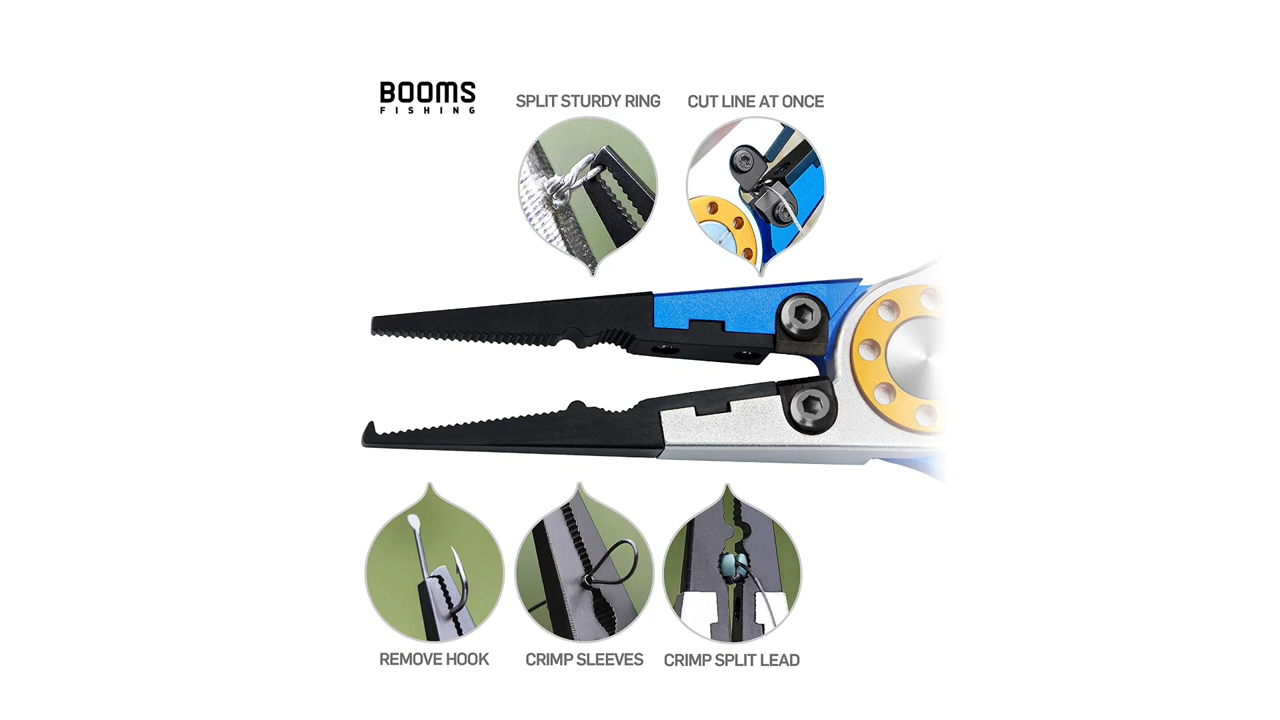 BOOMS
FISHING
SPLIT STURDY RING
CUT LINE AT ONCE
REMOVE HOOK
CRIMP SLEEVES
CRIMP SPLIT LEAD